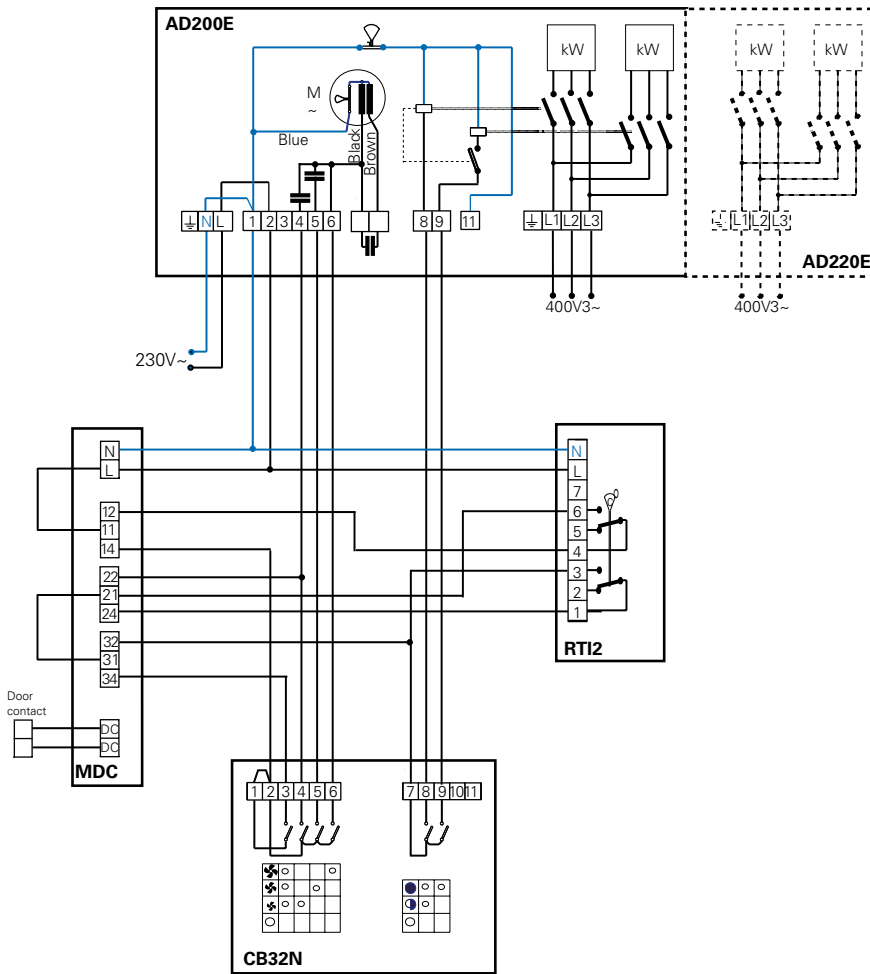 AD200E
kW kW kW kW
M
~
Blue
Black
Brown
N L 1 2 3 4 5 6 8 9 11 L1 L2 L3 L1 L2 L3
AD220E
400V3~ 400V3~
230V~
N
L
12
11
14
22
21
24
32
31
34
DC
DC
MDC
Door
contact
N
L
7
6
5
4
3
2
1
RTI2
1 2 3 4 5 6 7 8 9 10 11
CB32N